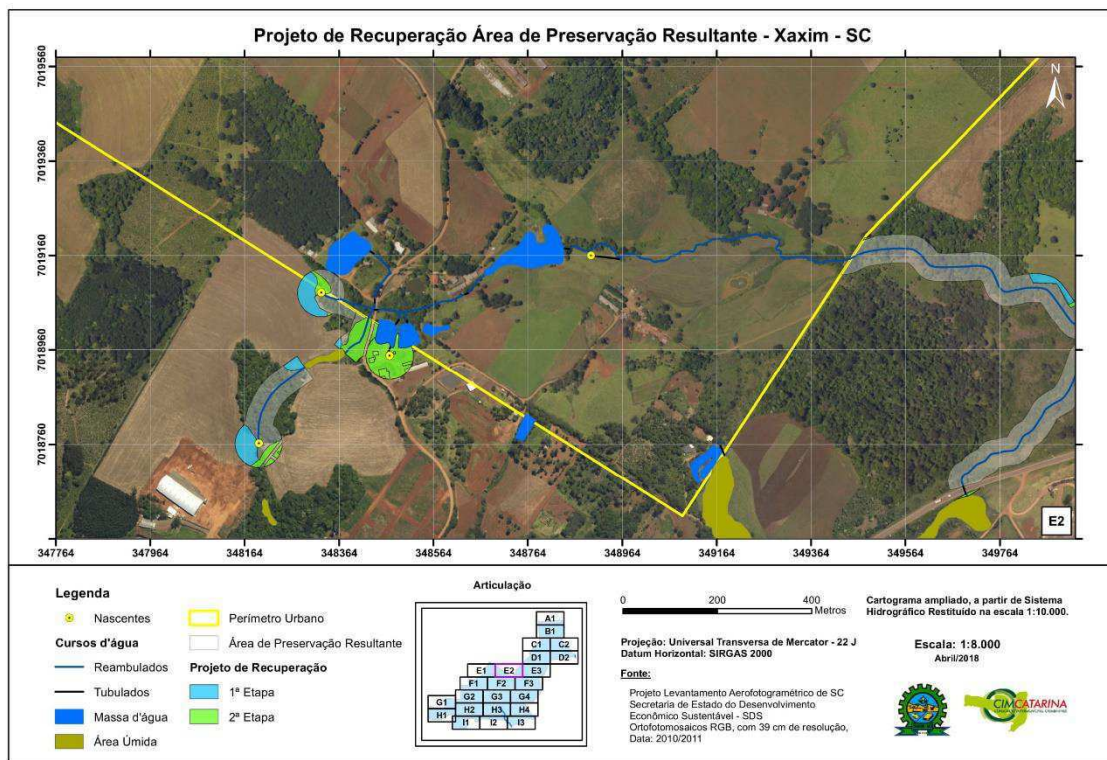 Projeto de Recuperação Área de Preservação Resultante - Xaxim - SC
7019560
7019360
7019160
7018960
7018760
N
E2
347764 347964 348164 348364 348564 348764 348964 349164 349364 349564 349764
Legenda
Nascentes
Cursos d'água
Reambulados
Tubulados
Massa d'água
Área Úmida
Perímetro Urbano
Área de Preservação Resultante
Projeto de Recuperação
1ª Etapa
2ª Etapa
Articulação
A1
B1
C1 C2
D1 D2
E1 E2 E3
F1 F2 F3
G1 G2 G3 G4
H1 H2 H3 H4
I1 I2 I3
0 200 400
Metros
Projeção: Universal Transversa de Mercator - 22 J
Datum Horizontal: SIRGAS 2000
Fonte:
Projeto Levantamento Aerofotogramétrico de SC
Secretaria de Estado do Desenvolvimento
Econômico Sustentável - SDS
Ortofotomosaicos RGB, com 39 cm de resolução,
Data: 2010/2011
Cartograma ampliado, a partir de Sistema
Hidrográfico Restituído na escala 1:10.000.
Escala: 1:8.000
Abril/2018
CIMCATARINA